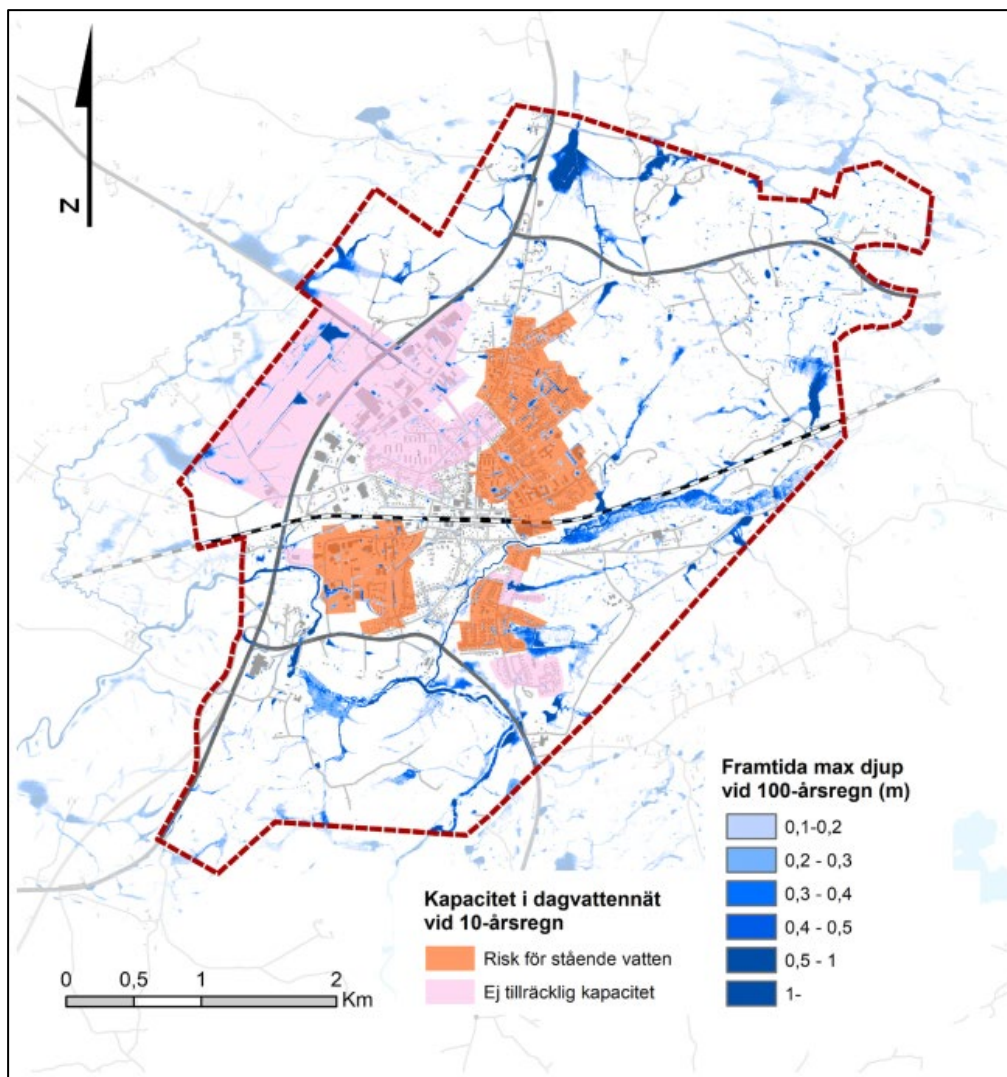 N
Framtida max djup
vid 100-årsregn (m)
0,1-0,2
0,2 - 0,3
0,3 - 0,4
0,4 - 0,5
0,5 - 1
1-
Kapacitet i dagvattennät
vid 10-årsregn
Risk för stående vatten
Ej tillräcklig kapacitet
0 0,5 1 2
Km